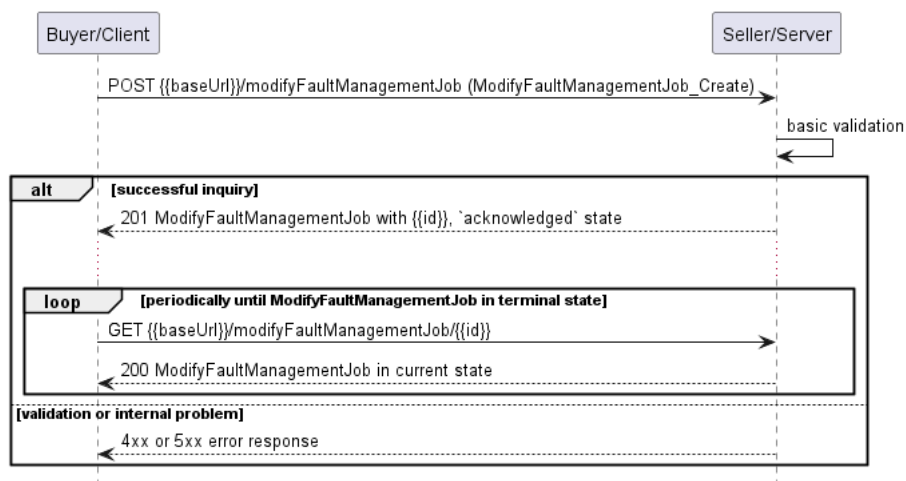 Buyer/Client
Seller/Server
POST {{baseUrl}}/modifyFaultManagementJob (ModifyFaultManagementJob_Create)
basic validation
alt [successful inquiry]
201 ModifyFaultManagementJob with {{id}}, `acknowledged` state
loop [periodically until ModifyFaultManagementJob in terminal state]
GET {{baseUrl}}/modifyFaultManagementJob/{{id}}
200 ModifyFaultManagementJob in current state
[validation or internal problem]
4xx or 5xx error response